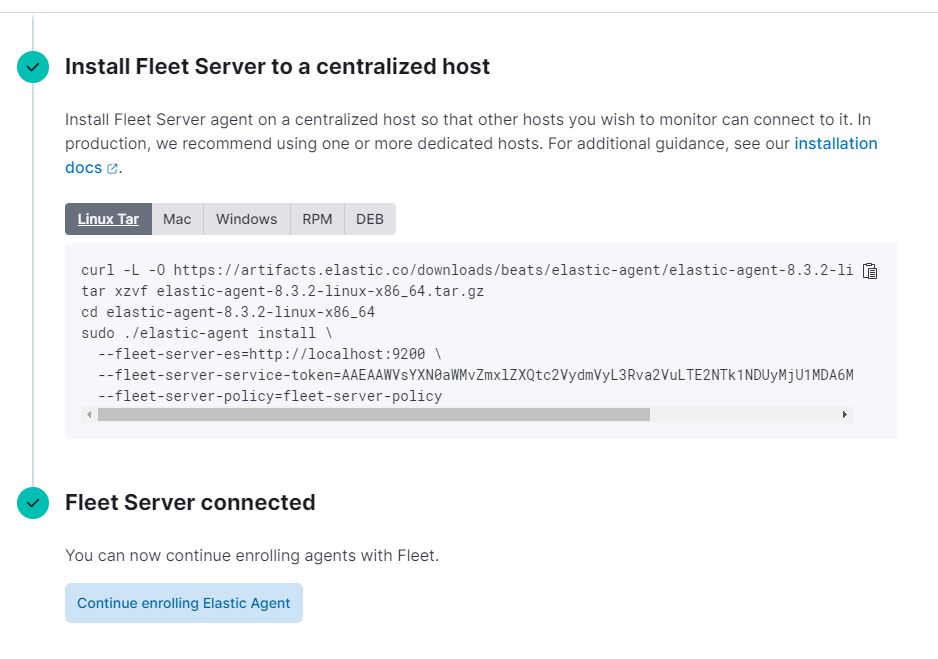 Install Fleet Server to a centralized host
Install Fleet Server agent on a centralized host so that other hosts you wish to monitor can connect to it. In
production, we recommend using one or more dedicated hosts. For additional guidance, see our installation
docs.
Linux Tar Mac Windows RPM DEB
curl -L -O https://artifacts.elastic.co/downloads/beats/elastic-agent/elastic-agent-8.3.2-li
tar xzvf elastic-agent-8.3.2-linux-x86_64.tar.gz
cd elastic-agent-8.3.2-linux-x86_64
sudo ./elastic-agent install \
--fleet-server-es=http://localhost:9200 \
--fleet-server-service-token=AAEAAWVsYXN0aWMvZmxlZXQtc2VydmVyL3Rva2VuLTE2NTk1NDUyMjU1MDA6M
--fleet-server-policy=fleet-server-policy
Fleet Server connected
You can now continue enrolling agents with Fleet.
Continue enrolling Elastic Agent